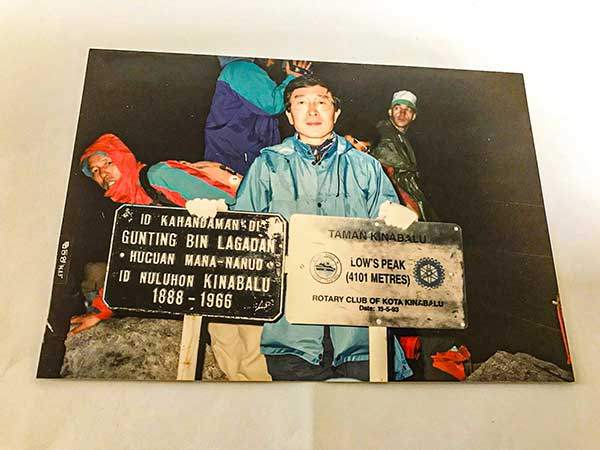 ID KAHANDAMAN DI
GUNTING BIN LAGADAN
HUGUAN MANA-NANUD
ID NULUHON KINABALU
1888 - 1966
TAMAN KINABALU
LOW'S PEAK
(4101 METRES)
ROTARY CLUB OF KOTA KINABALU